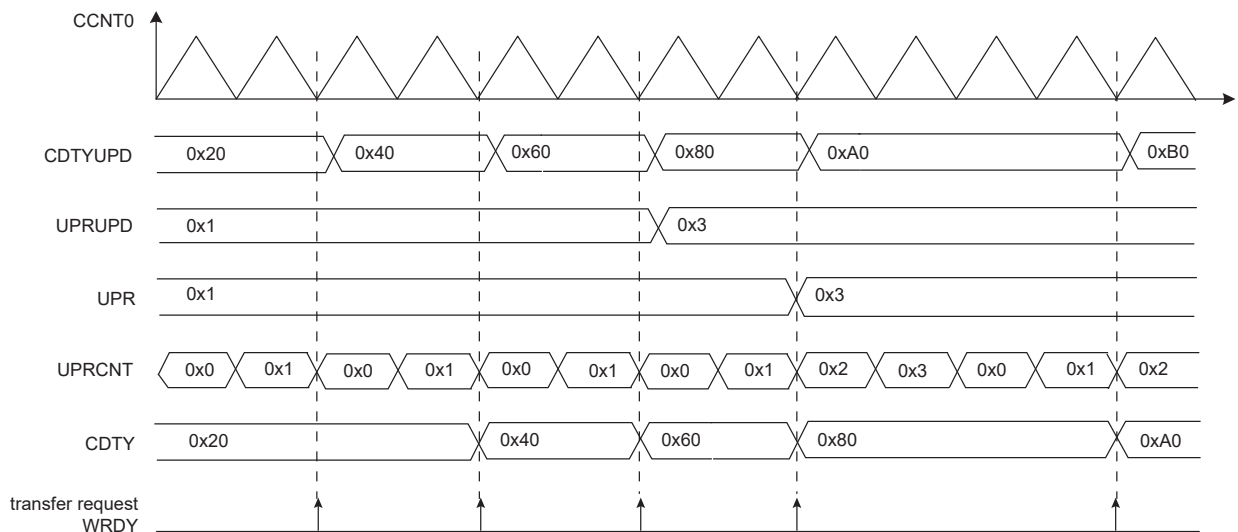 CCNT0
CDTYUPD 0x20 0x40 0x60 0x80 0xA0 0xB0
UPRUPD 0x1 0x3
UPR 0x1 0x3
UPRCNT 0x0 0x1 0x0 0x1 0x0 0x1 0x0 0x1 0x2 0x3 0x0 0x1 0x2
CDTY 0x20 0x40 0x60 0x80 0xA0
transfer request
WRDY